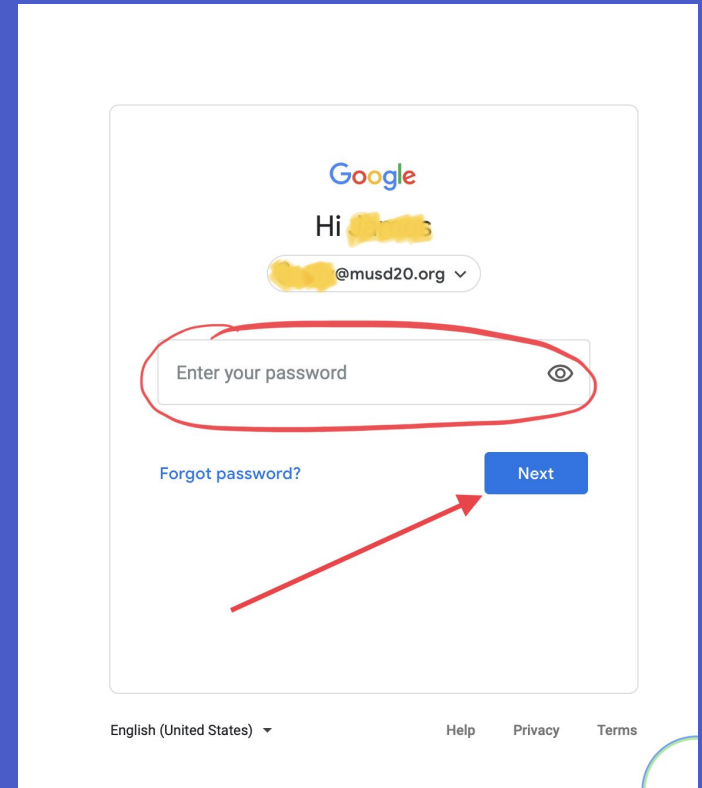 Google
Hi
@musd20.org
Enter your password
Forgot password? Next
English (United States) Help Privacy Terms